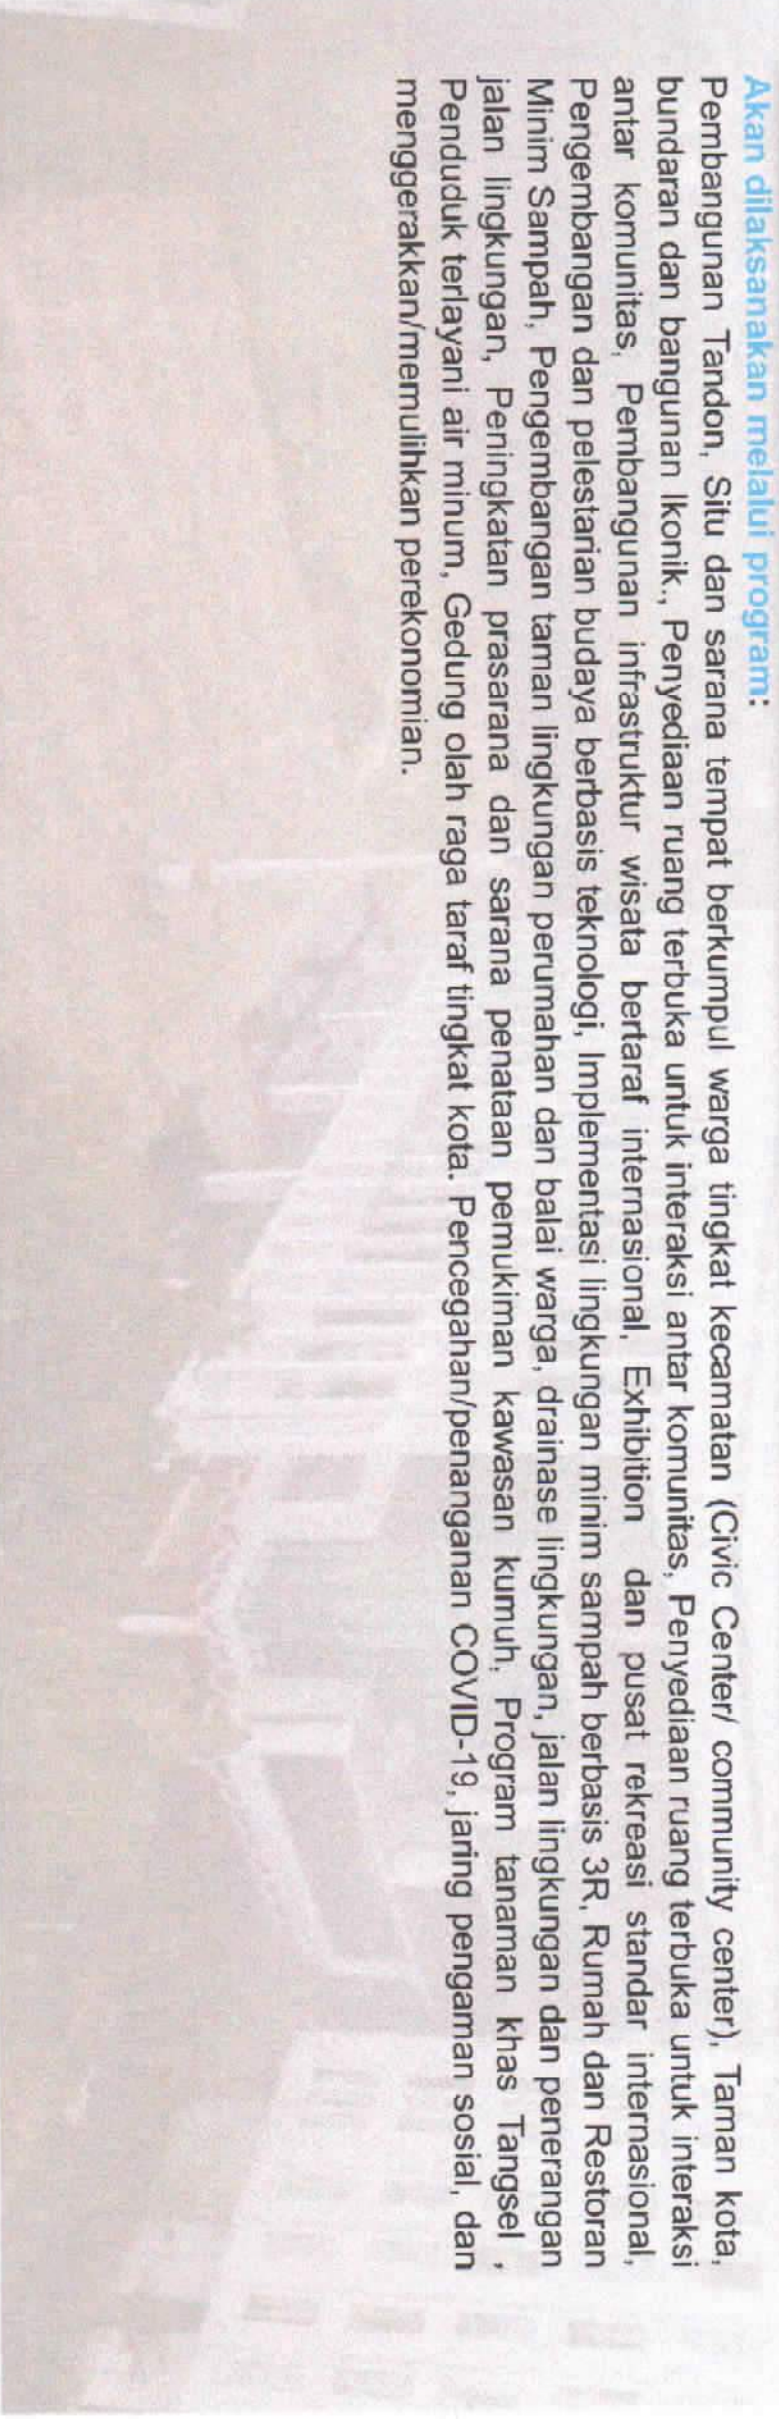 Akan dilaksanakan melalui program:
Pembangunan Tandon, Situ dan sarana tempat berkumpul warga tingkat kecamatan (Civic Center/ community center), Taman kota,
bundaran dan bangunan Ikonik., Penyediaan ruang terbuka untuk interaksi antar komunitas, Penyediaan ruang terbuka untuk interaksi
antar komunitas, Pembangunan infrastruktur wisata bertaraf internasional, Exhibition dan pusat rekreasi standar internasional,
Pengembangan dan pelestarian budaya berbasis teknologi, Implementasi lingkungan minim sampah berbasis 3R, Rumah dan Restoran
Minim Sampah, Pengembangan taman lingkungan perumahan dan balai warga, drainase lingkungan, jalan lingkungan dan penerangan
jalan lingkungan, Peningkatan prasarana dan sarana penataan pemukiman kawasan kumuh, Program tanaman khas Tangsel ,
Penduduk terlayani air minum, Gedung olah raga taraf tingkat kota. Pencegahan/penanganan COVID-19, jaring pengaman sosial, dan
menggerakkan/memulihkan perekonomian.